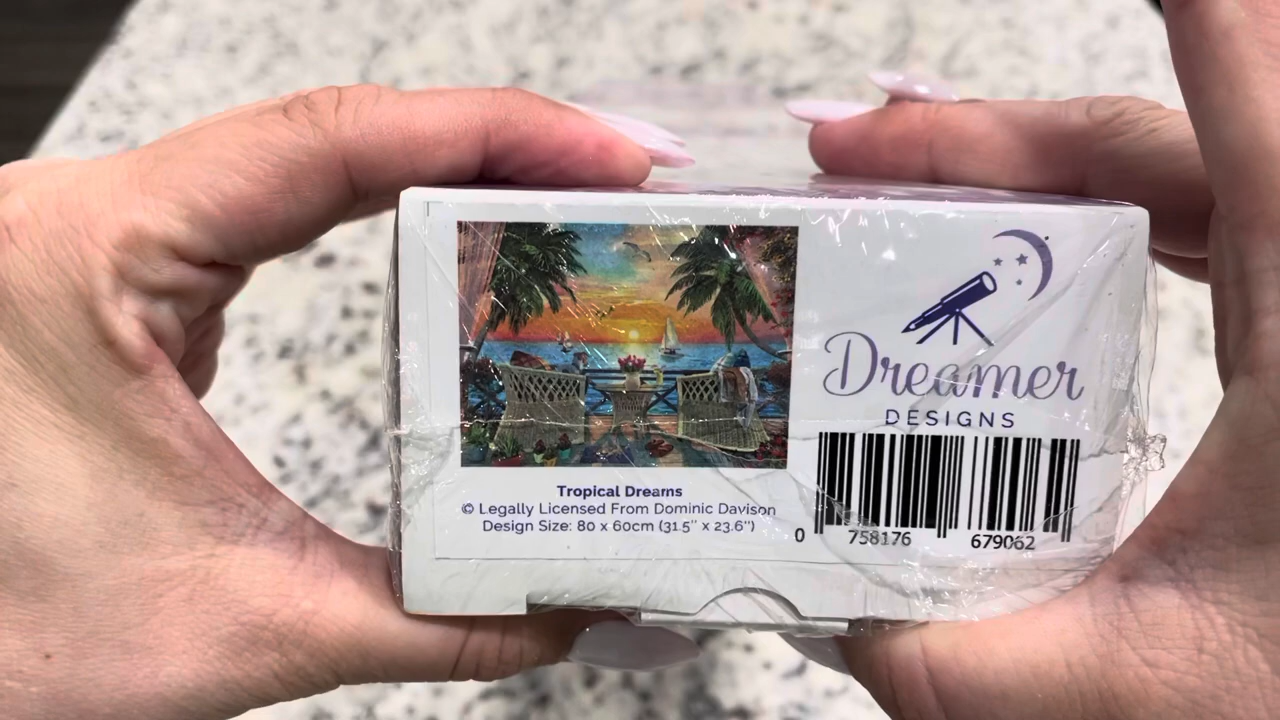 Dreamer
DESIGNS
Tropical Dreams
© Legally Licensed From Dominic Davison
Design Size: 80 x 60cm (31.5" x 23.6")
0 758176 679062